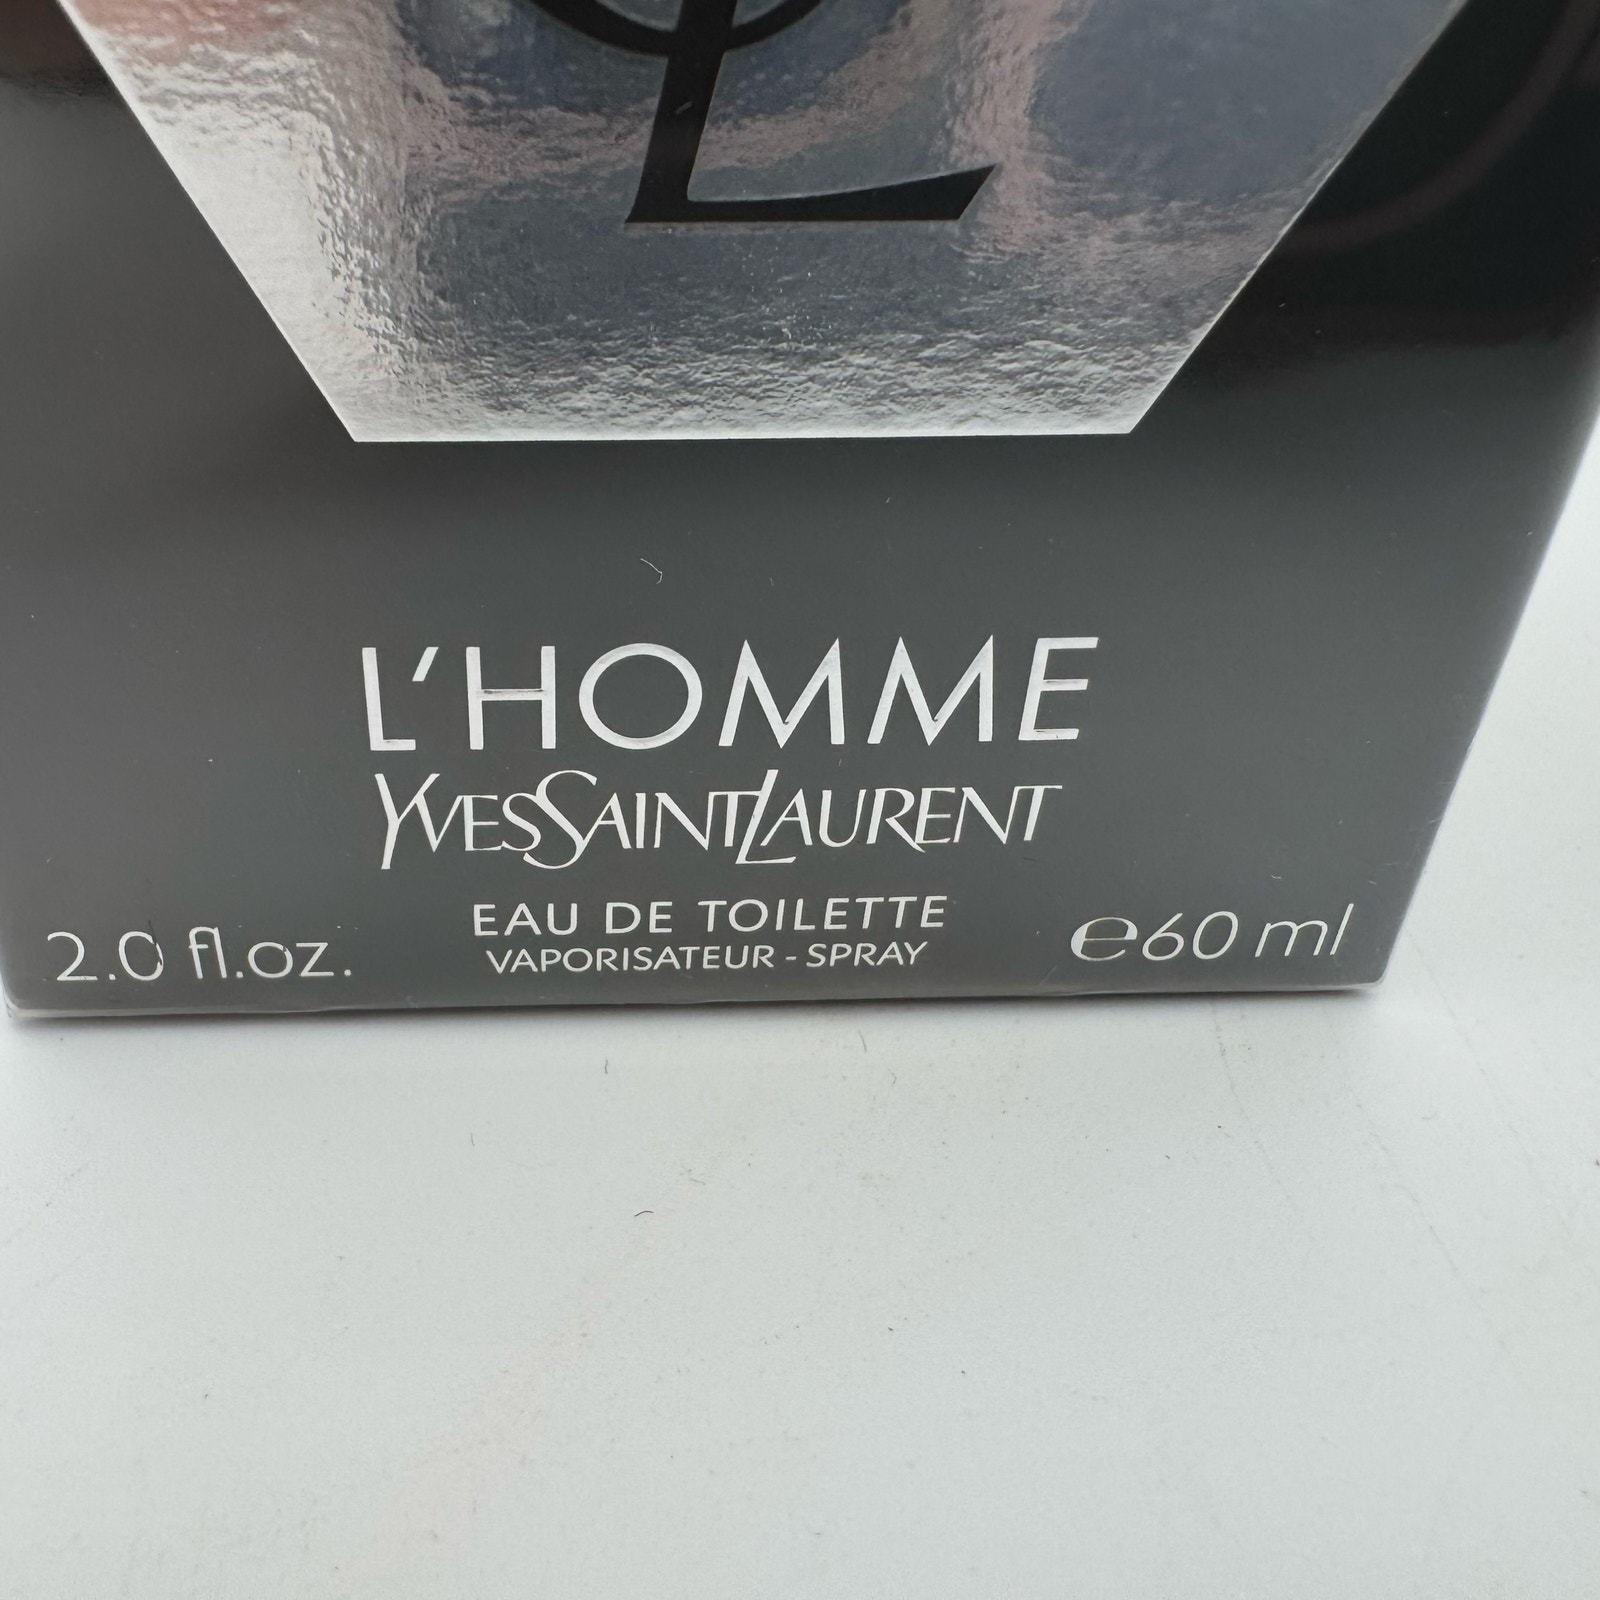 L'HOMME
YVESSAINTLAURENT
EAU DE TOILETTE
VAPORISATEUR - SPRAY
2.0 fl.oz.
℮60 ml